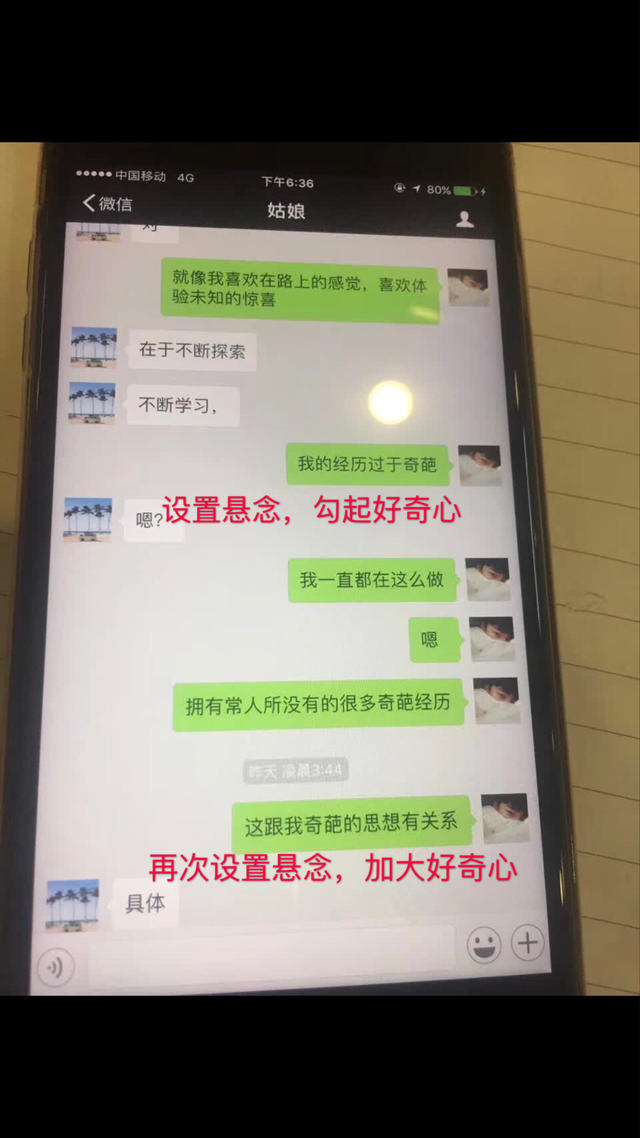 中国移动 4G
下午6:36
80%
微信
姑娘
对
就像我喜欢在路上的感觉，喜欢体
验未知的惊喜
在于不断探索
不断学习，
我的经历过于奇葩
设置悬念，勾起好奇心
嗯？
我一直都在这么做
嗯
拥有常人所没有的很多奇葩经历
昨天 凌晨3:44
这跟我奇葩的思想有关系
再次设置悬念，加大好奇心
具体